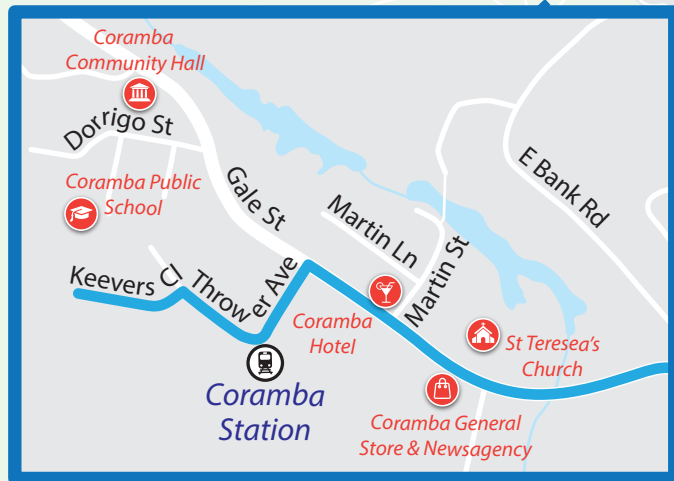 Coramba
Community Hall
Dorrigo St
Coramba Public
School
Gale St
Martin Ln
Martin St
E Bank Rd
Keevers Cl
Thrower Ave
Coramba
Hotel
St Teresea's
Church
Coramba
Station
Coramba General
Store & Newsagency